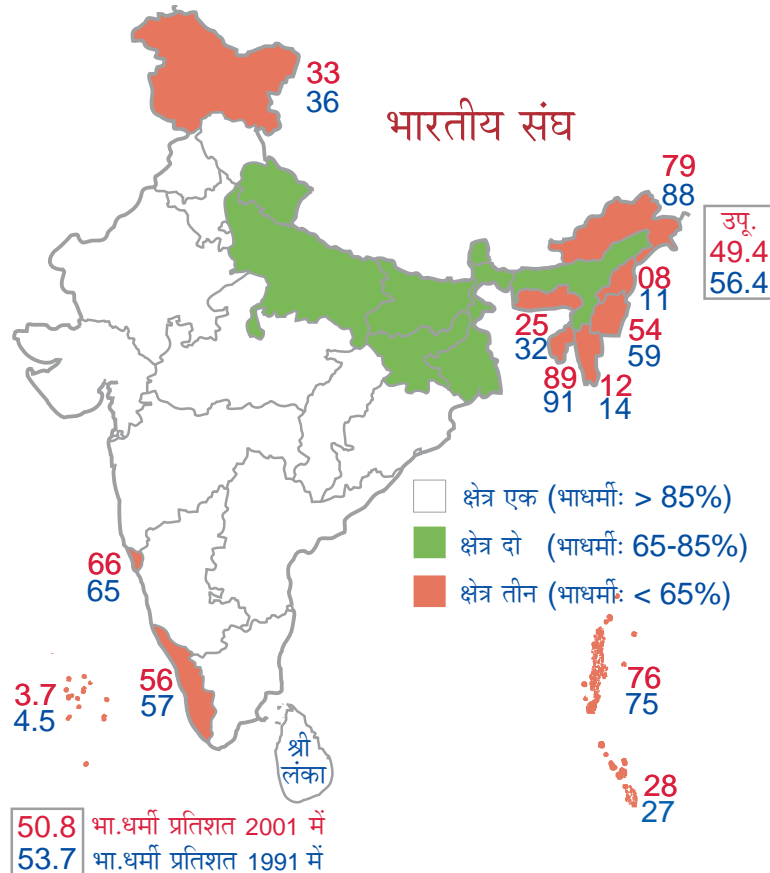 33
36
भारतीय संघ
79
88
उपू.
49.4
56.4
08
11
25
32
54
59
89
91
12
14
क्षेत्र एक (भाधर्मीः > 85%)
क्षेत्र दो (भाधर्मीः 65-85%)
क्षेत्र तीन (भाधर्मीः < 65%)
66
65
3.7
4.5
56
57
76
75
श्री
लंका
28
27
50.8 भा.धर्मी प्रतिशत 2001 में
53.7 भा.धर्मी प्रतिशत 1991 में